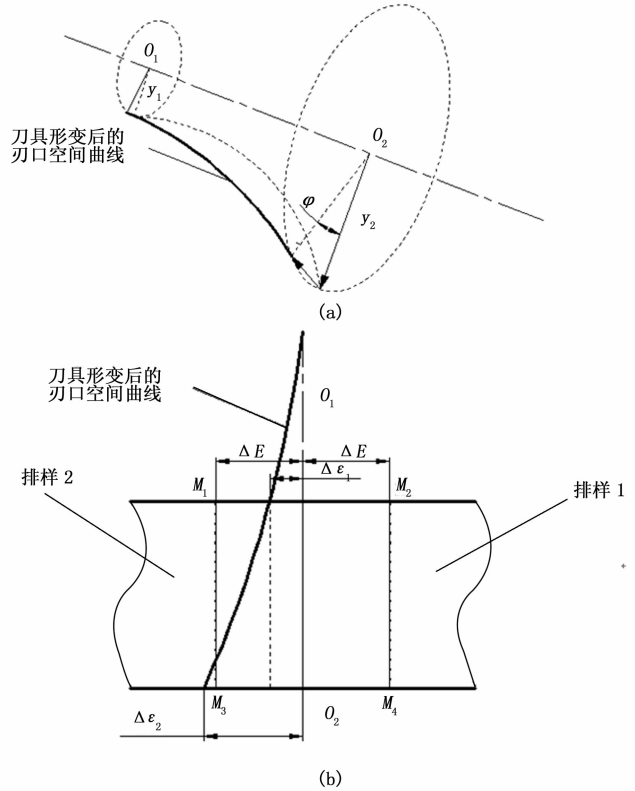 O₁
y₁
刀具形变后的
刃口空间曲线
O₂
φ
y₂
(a)
刀具形变后的
刃口空间曲线
O₁
ΔE
ΔE
Δε₁
排样 2
M₁
M₂
排样 1
M₃
O₂
M₄
Δε₂
(b)